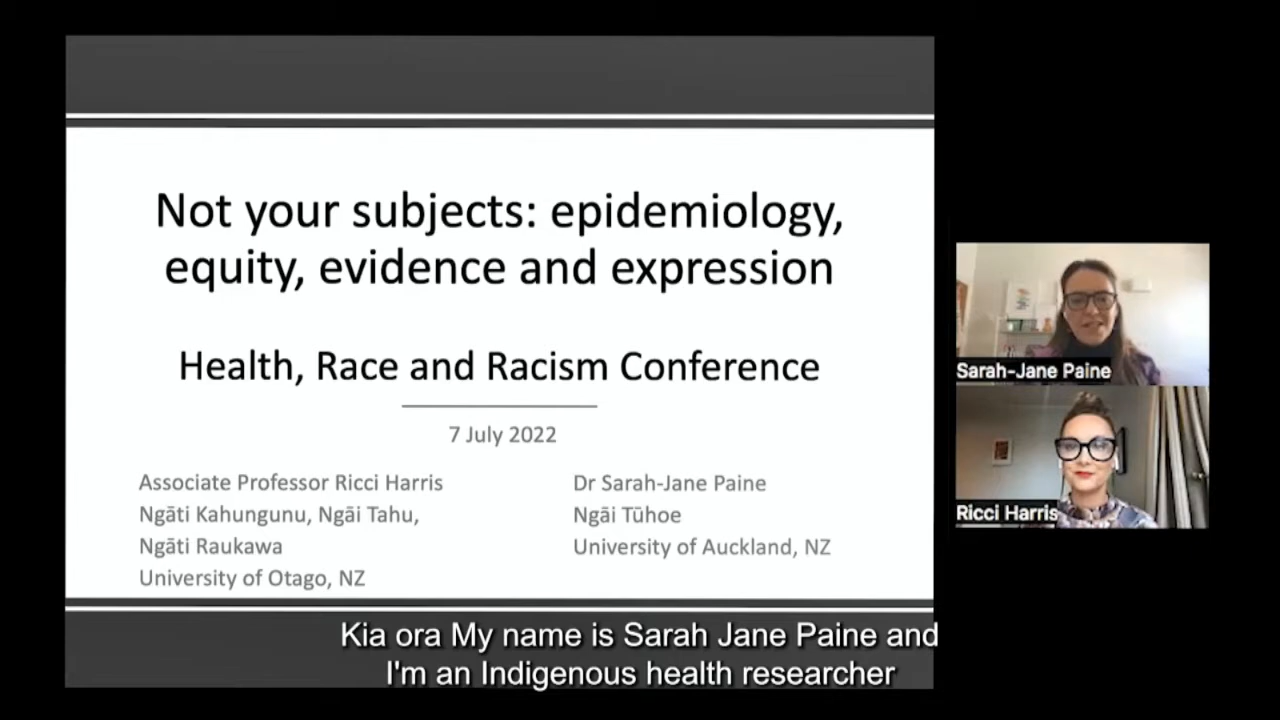 Not your subjects: epidemiology,
equity, evidence and expression
Health, Race and Racism Conference
7 July 2022
Associate Professor Ricci Harris
Ngāti Kahungunu, Ngāi Tahu,
Ngāti Raukawa
University of Otago, NZ
Dr Sarah-Jane Paine
Ngāi Tūhoe
University of Auckland, NZ
Sarah-Jane Paine
Ricci Harris
Kia ora My name is Sarah Jane Paine and
I'm an Indigenous health researcher